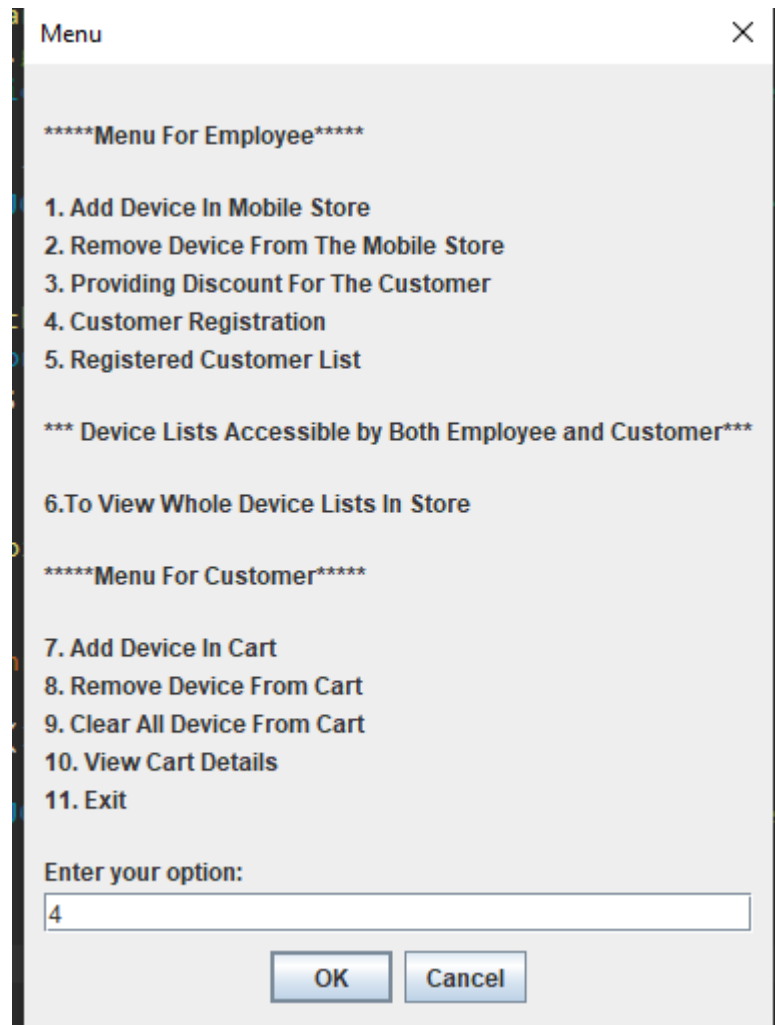 Menu
*****Menu For Employee*****
1. Add Device In Mobile Store
2. Remove Device From The Mobile Store
3. Providing Discount For The Customer
4. Customer Registration
5. Registered Customer List
*** Device Lists Accessible by Both Employee and Customer***
6.To View Whole Device Lists In Store
*****Menu For Customer*****
7. Add Device In Cart
8. Remove Device From Cart
9. Clear All Device From Cart
10. View Cart Details
11. Exit
Enter your option:
4
OK Cancel